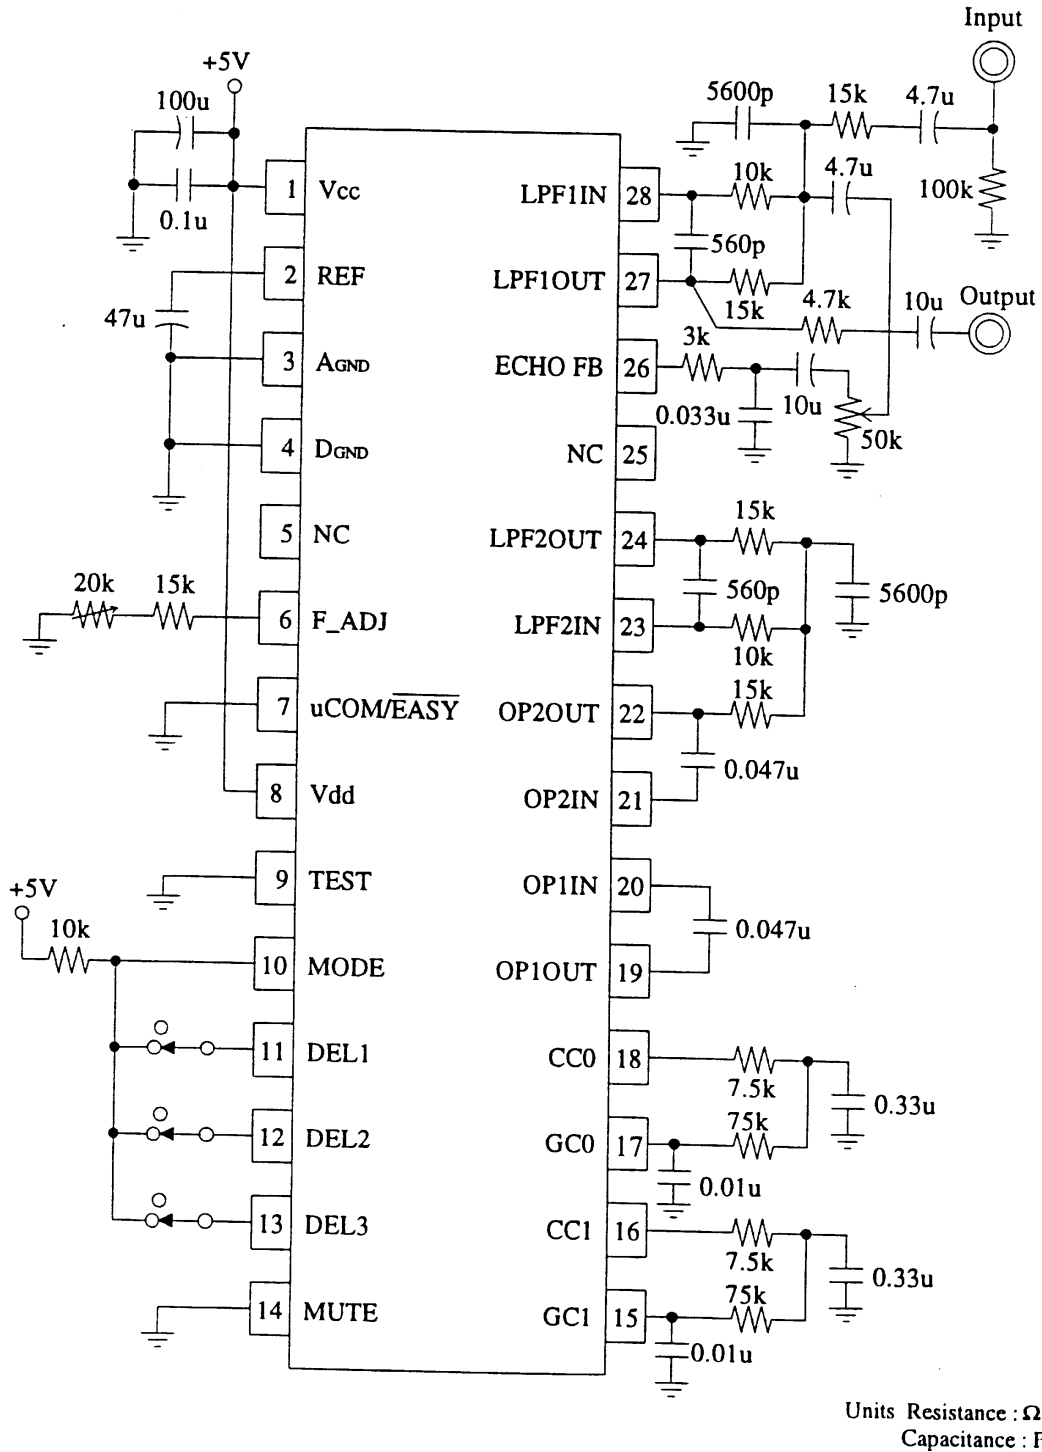 Input
+5V
100u
5600p
15k
4.7u
1
Vcc
LPF1IN
28
10k
4.7u
100k
0.1u
560p
2
REF
LPF1OUT
27
15k
4.7k
10u
Output
47u
3k
3
AGND
ECHO FB
26
10u
0.033u
50k
4
DGND
NC
25
15k
5
NC
LPF2OUT
24
20k
15k
560p
5600p
6
F_ADJ
LPF2IN
23
10k
15k
7
uCOM/EASY
OP2OUT
22
0.047u
8
Vdd
OP2IN
21
9
TEST
OP1IN
20
+5V
10k
0.047u
10
MODE
OP1OUT
19
11
DEL1
CC0
18
7.5k
0.33u
75k
12
DEL2
GC0
17
0.01u
13
DEL3
CC1
16
7.5k
0.33u
75k
14
MUTE
GC1
15
0.01u
Units Resistance : Ω
Capacitance : F